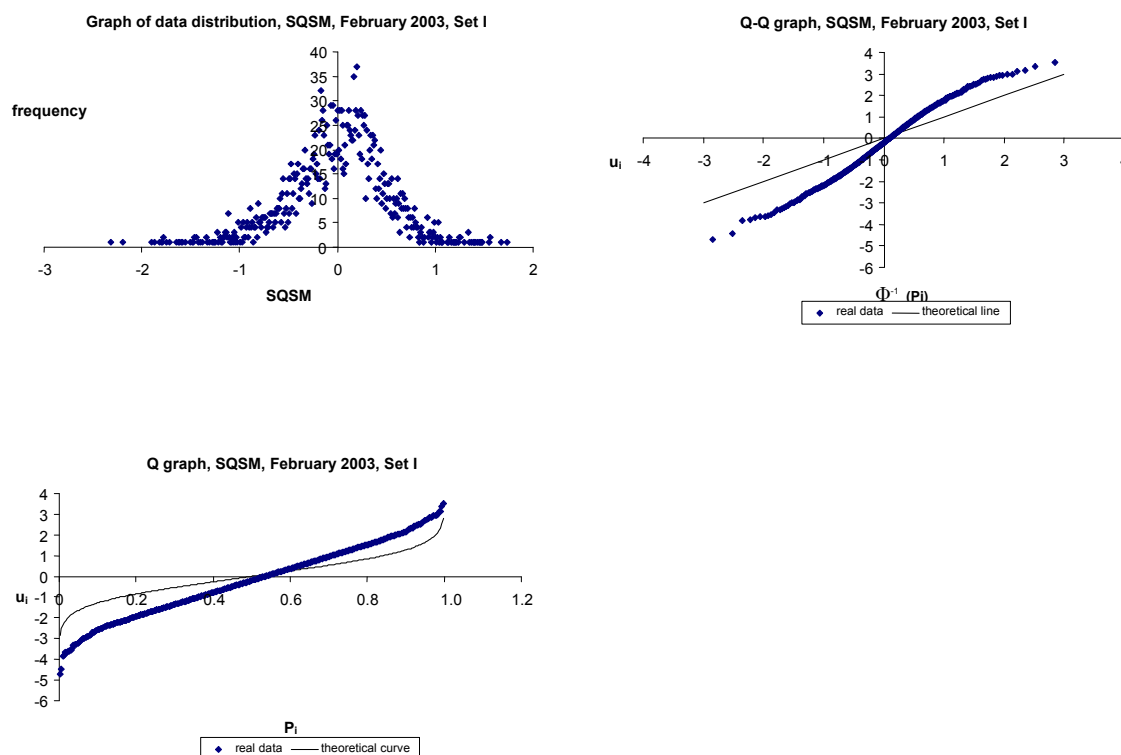 Graph of data distribution, SQSM, February 2003, Set I
frequency
40
35
30
25
20
15
10
5
0
-3 -2 -1 0 1 2
SQSM
Q-Q graph, SQSM, February 2003, Set I
4
3
2
1
0
-1
-2
-3
-4
-5
-6
ui -4 -3 -2 -1 0 1 2 3 4
Φ-1 (Pi)
real data theoretical line
Q graph, SQSM, February 2003, Set I
4
3
2
1
0
-1
-2
-3
-4
-5
-6
ui 0 0.2 0.4 0.6 0.8 1.0 1.2
Pi
real data theoretical curve